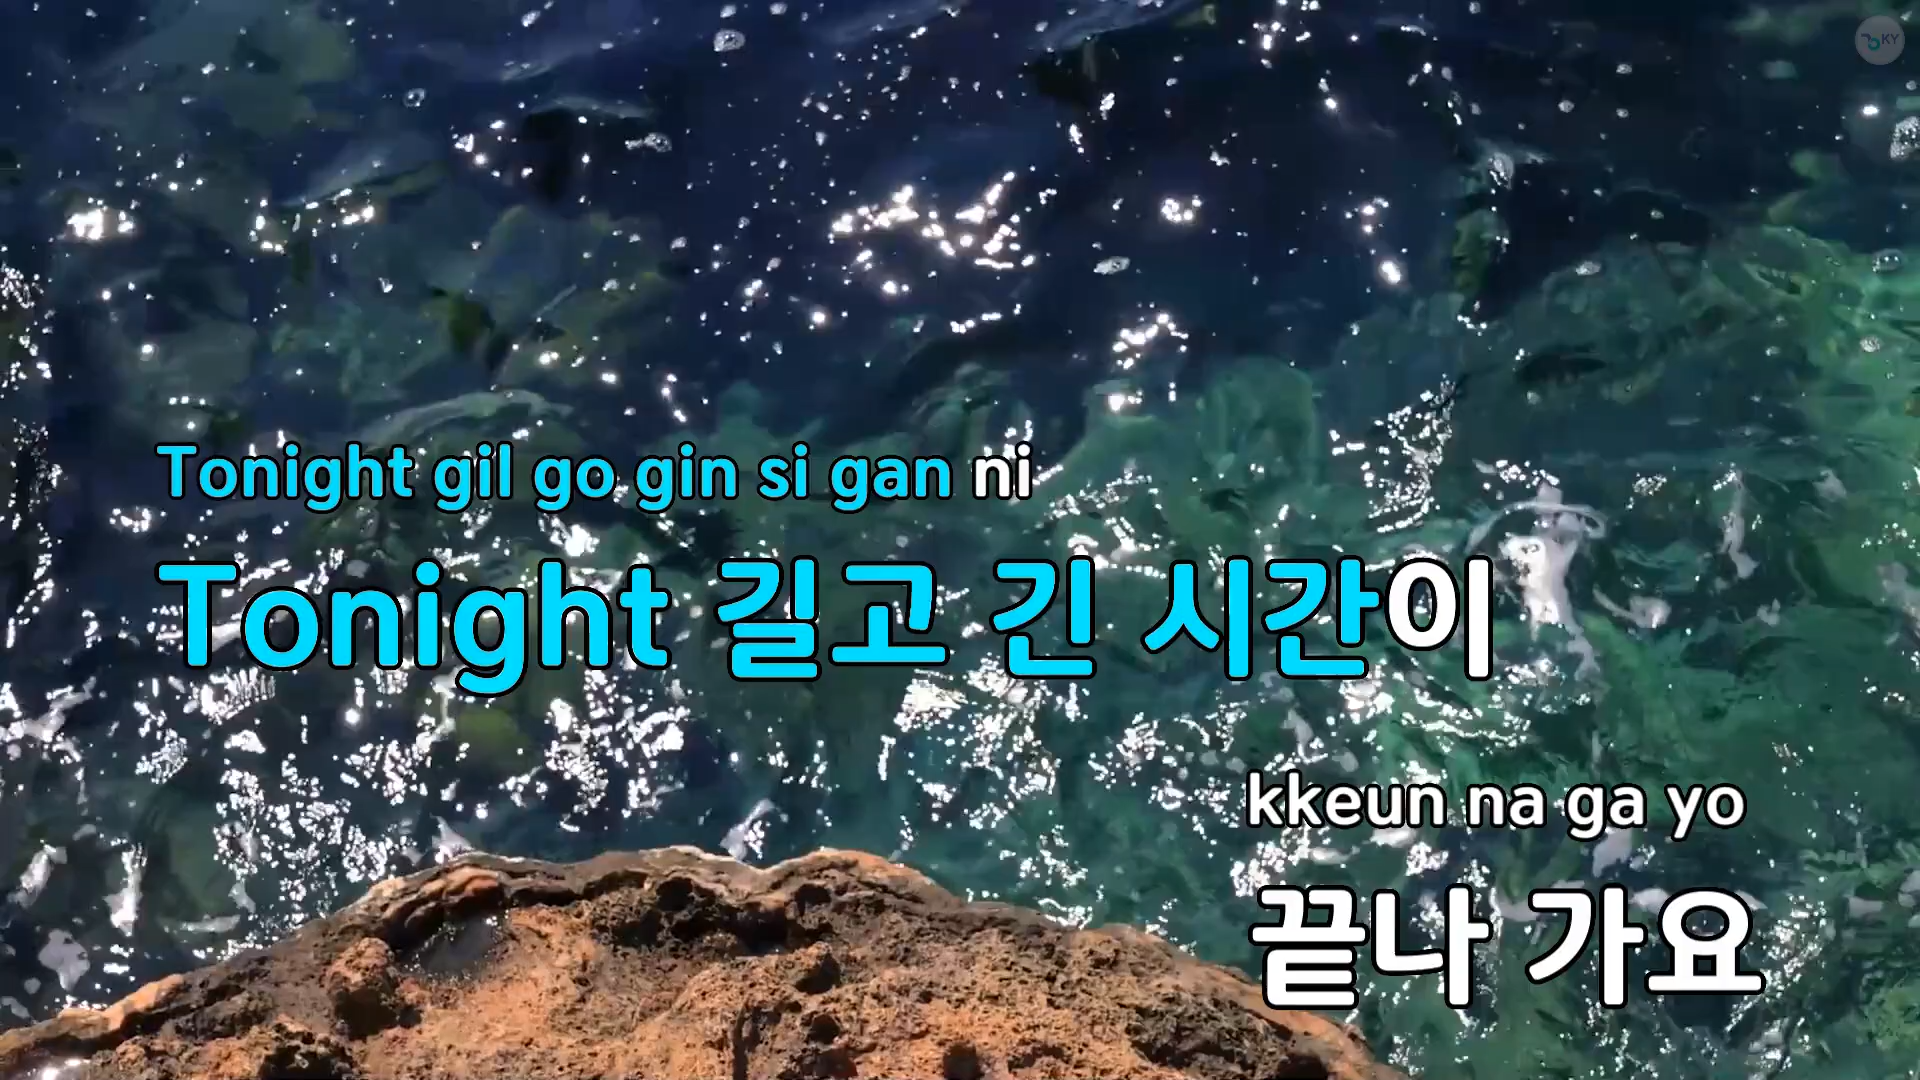 KY
Tonight gil go gin si gan ni
Tonight 길고 긴 시간이
kkeun na ga yo
끝나 가요